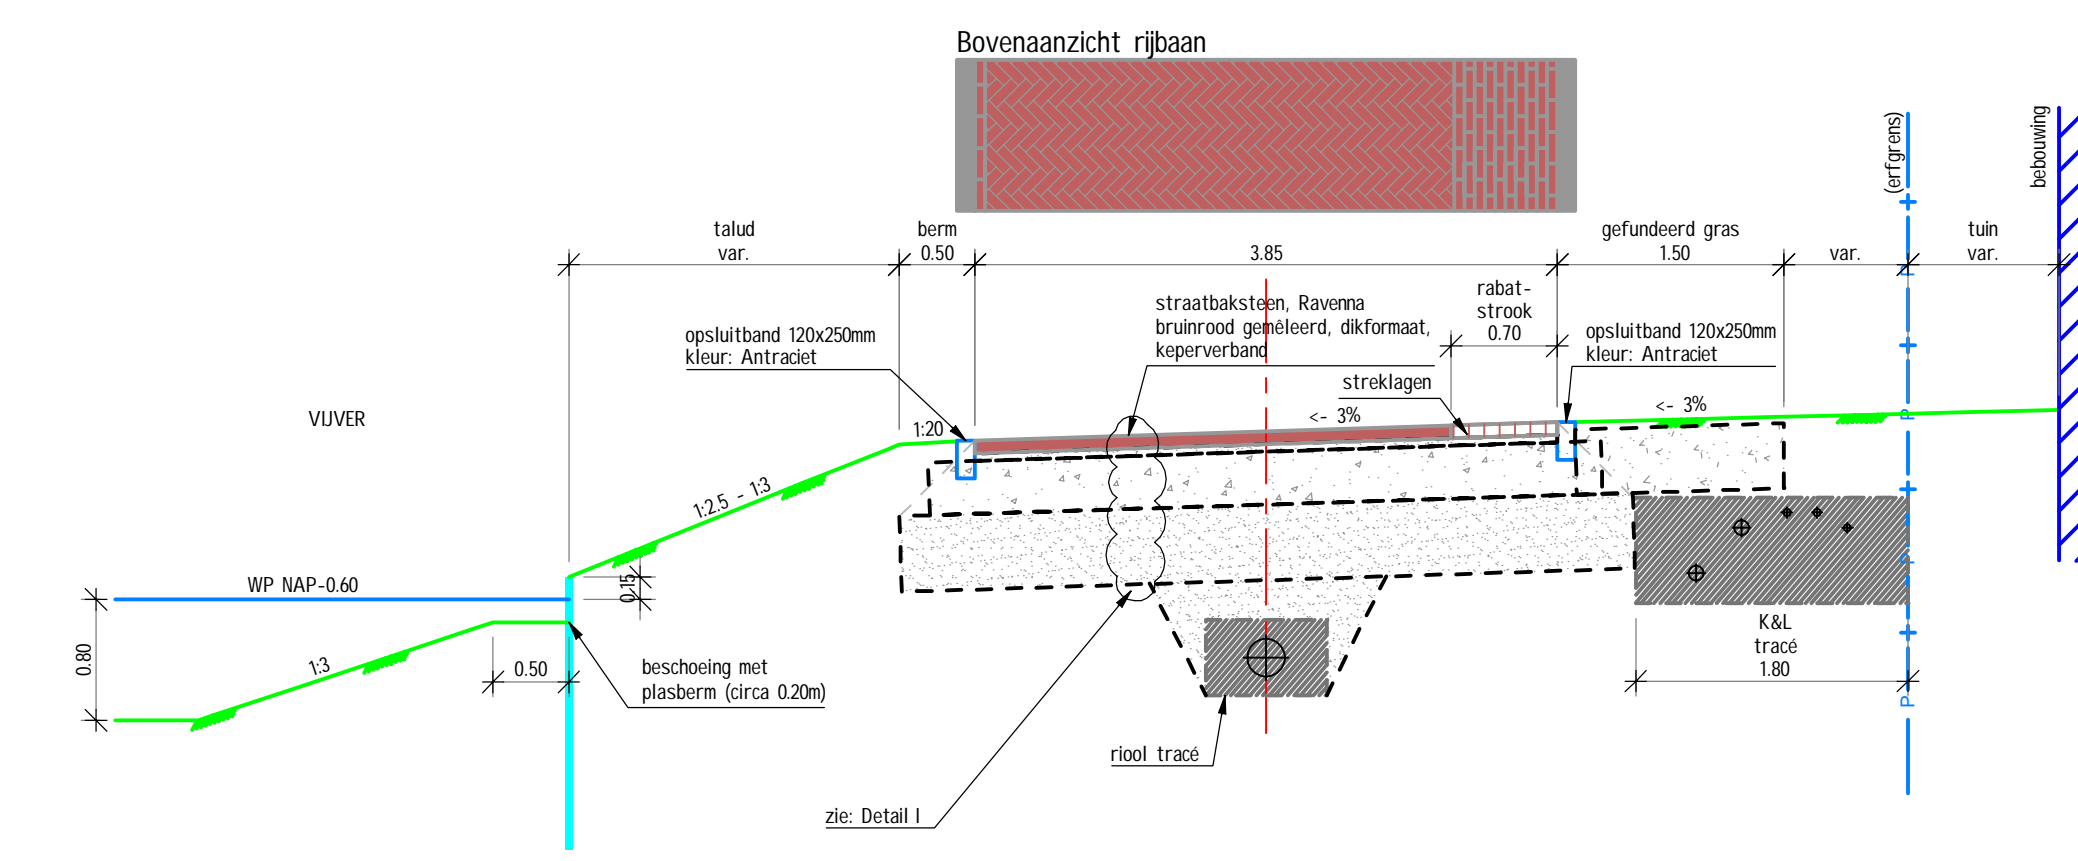 Bovenaanzicht rijbaan
(erfgrens)
bebouwing
talud
var.
berm
0.50
3.85
gefundeerd gras
1.50
var.
tuin
var.
straatbaksteen, Ravenna
bruinrood gemêleerd, dikformaat,
keperverband
rabat-
strook
0.70
opsluitband 120x250mm
kleur: Antraciet
opsluitband 120x250mm
kleur: Antraciet
streklagen
VIJVER
1:20
<- 3%
<- 3%
1:2.5 - 1:3
WP NAP-0.60
0.15
0.80
1:3
0.50
beschoeing met
plasberm (circa 0.20m)
K&L
tracé
1.80
riool tracé
zie: Detail I
P
P
P
P